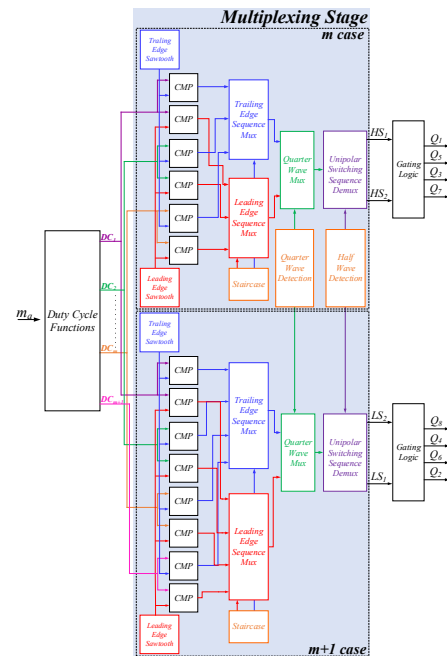 Multiplexing Stage
m case
Traling
Edge
Sawtooth
CMP
CMP
CMP
CMP
CMP
CMP
Trailing
Edge
Sequence
Mux
Leading
Edge
Sequence
Mux
Quarter
Wave
Mux
Unipolar
Switching
Sequence
Demux
HS1
HS2
Gating
Logic
Q1
Q5
Q3
Q7
Leading
Edge
Sawtooth
Staircase
Quarter
Wave
Detection
Half
Wave
Detection
ma
Duty Cycle
Functions
DC1
DC2
DCm
DCm+1
Traling
Edge
Sawtooth
CMP
CMP
CMP
CMP
CMP
CMP
CMP
CMP
Trailing
Edge
Sequence
Mux
Leading
Edge
Sequence
Mux
Quarter
Wave
Mux
Unipolar
Switching
Sequence
Demux
LS2
LS1
Gating
Logic
Q8
Q4
Q6
Q2
Leading
Edge
Sawtooth
Staircase
m+1 case